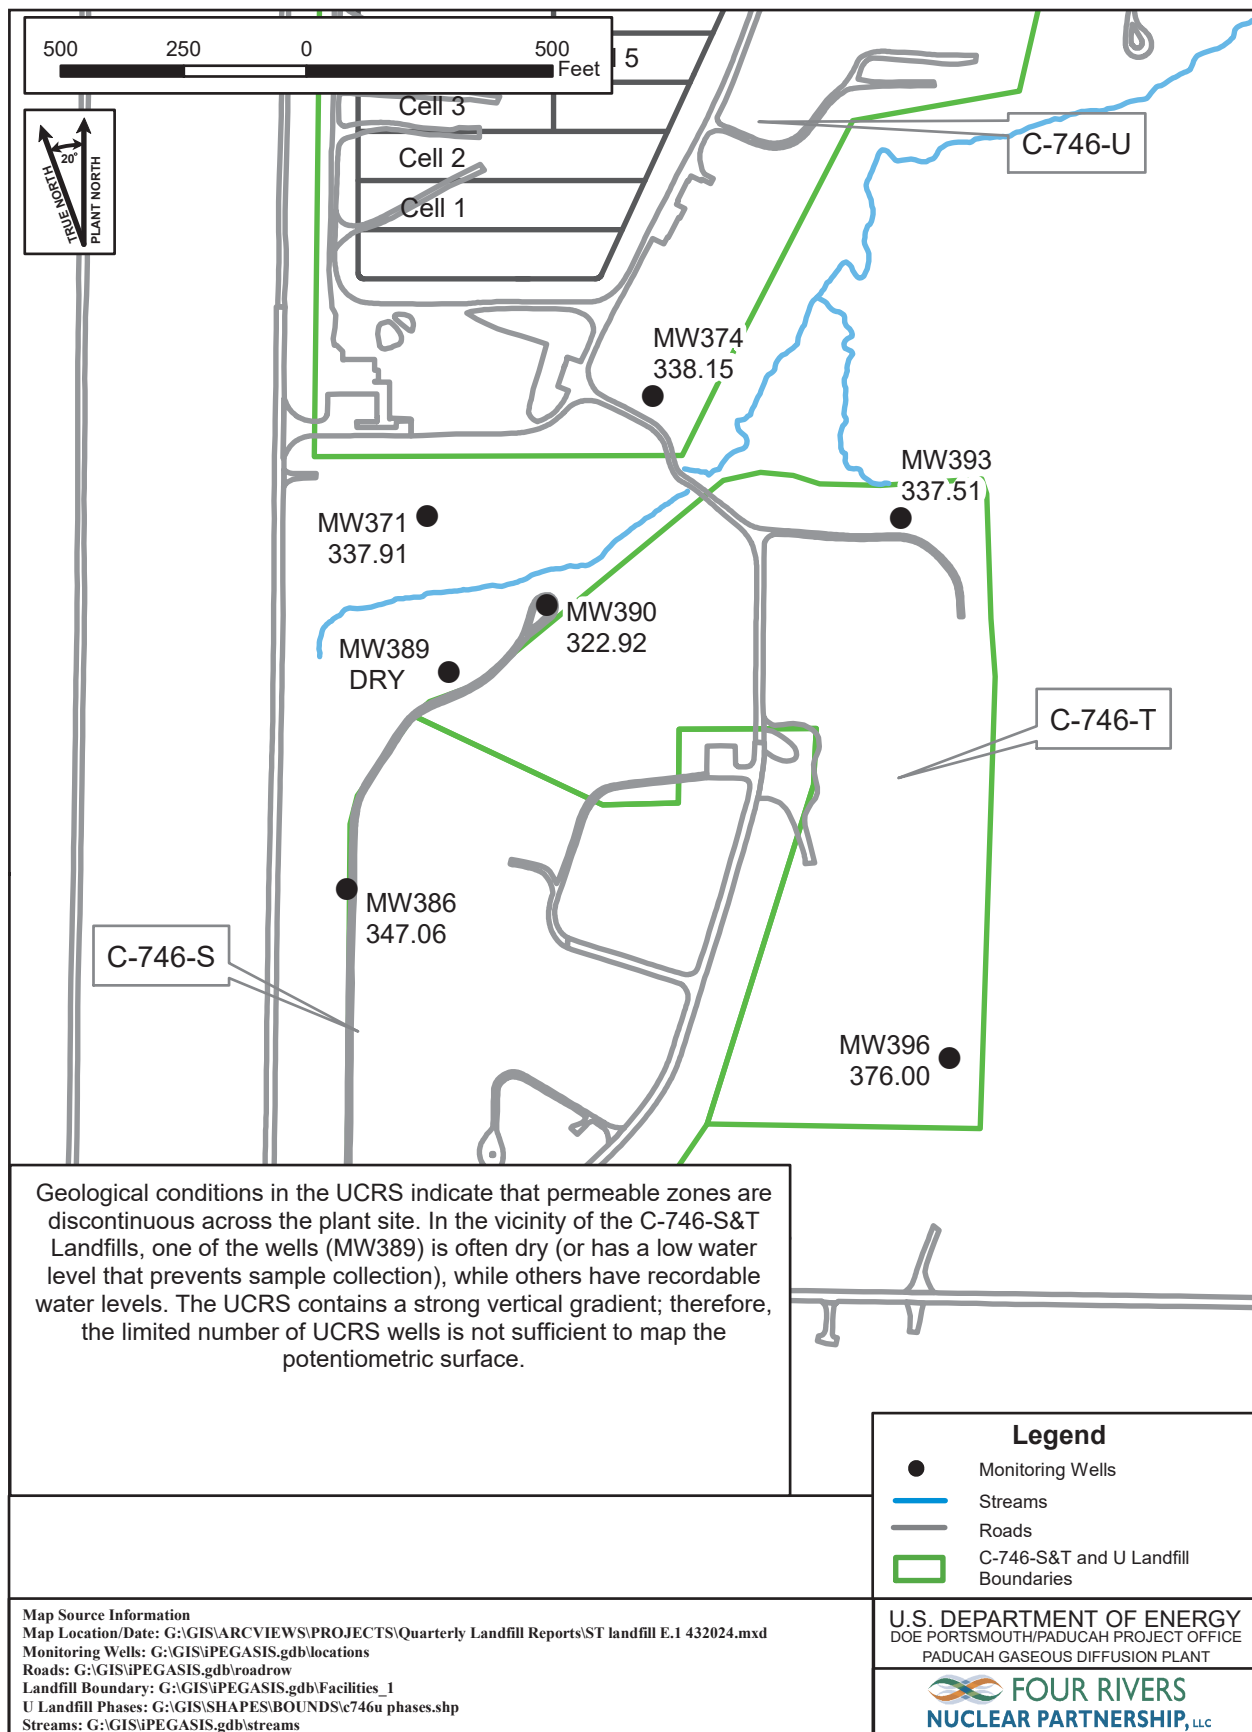 500 250 0 500
Feet
l 5
Cell 3
Cell 2
Cell 1
20°
TRUE NORTH
PLANT NORTH
C-746-U
MW374
338.15
MW393
337.51
MW371
337.91
MW390
322.92
MW389
DRY
C-746-T
MW386
347.06
C-746-S
MW396
376.00
Geological conditions in the UCRS indicate that permeable zones are
discontinuous across the plant site. In the vicinity of the C-746-S&T
Landfills, one of the wells (MW389) is often dry (or has a low water
level that prevents sample collection), while others have recordable
water levels. The UCRS contains a strong vertical gradient; therefore,
the limited number of UCRS wells is not sufficient to map the
potentiometric surface.
Legend
Monitoring Wells
Streams
Roads
C-746-S&T and U Landfill
Boundaries
Map Source Information
Map Location/Date: G:\GIS\ARCVIEWS\PROJECTS\Quarterly Landfill Reports\ST landfill E.1 432024.mxd
Monitoring Wells: G:\GIS\iPEGASIS.gdb\locations
Roads: G:\GIS\iPEGASIS.gdb\roadrow
Landfill Boundary: G:\GIS\iPEGASIS.gdb\Facilities_1
U Landfill Phases: G:\GIS\SHAPES\BOUNDS\c746u phases.shp
Streams: G:\GIS\iPEGASIS.gdb\streams
U.S. DEPARTMENT OF ENERGY
DOE PORTSMOUTH/PADUCAH PROJECT OFFICE
PADUCAH GASEOUS DIFFUSION PLANT
FOUR RIVERS
NUCLEAR PARTNERSHIP, LLC